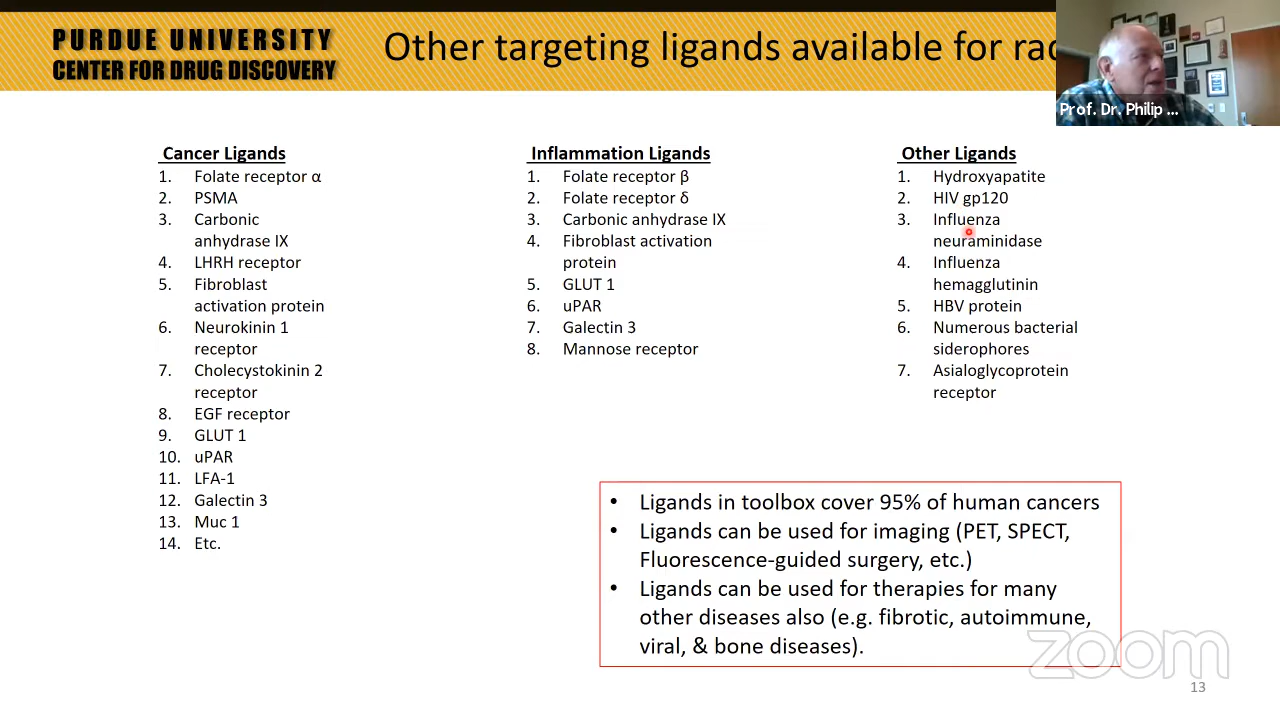 PURDUE UNIVERSITY
CENTER FOR DRUG DISCOVERY
Other targeting ligands available for rad
Prof. Dr. Philip ...
Cancer Ligands
1. Folate receptor α
2. PSMA
3. Carbonic
anhydrase IX
4. LHRH receptor
5. Fibroblast
activation protein
6. Neurokinin 1
receptor
7. Cholecystokinin 2
receptor
8. EGF receptor
9. GLUT 1
10. uPAR
11. LFA-1
12. Galectin 3
13. Muc 1
14. Etc.
Inflammation Ligands
1. Folate receptor β
2. Folate receptor δ
3. Carbonic anhydrase IX
4. Fibroblast activation
protein
5. GLUT 1
6. uPAR
7. Galectin 3
8. Mannose receptor
Other Ligands
1. Hydroxyapatite
2. HIV gp120
3. Influenza
neuraminidase
4. Influenza
hemagglutinin
5. HBV protein
6. Numerous bacterial
siderophores
7. Asialoglycoprotein
receptor
• Ligands in toolbox cover 95% of human cancers
• Ligands can be used for imaging (PET, SPECT,
Fluorescence-guided surgery, etc.)
• Ligands can be used for therapies for many
other diseases also (e.g. fibrotic, autoimmune,
viral, & bone diseases).
zoom
13